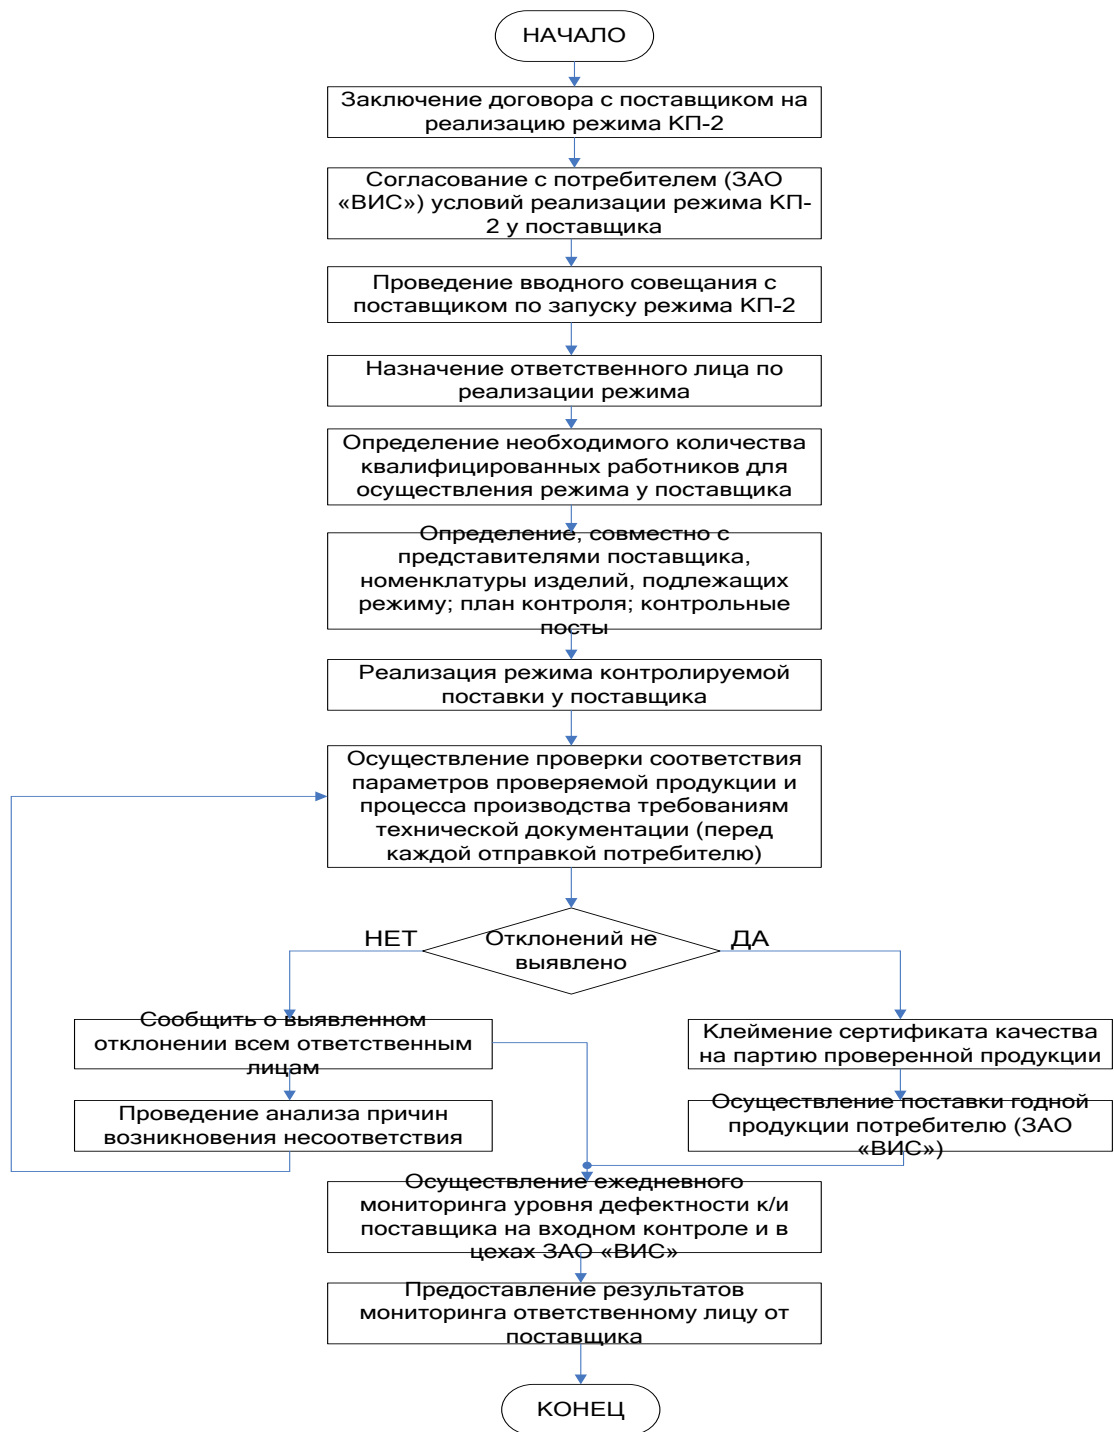 НАЧАЛО
Заключение договора с поставщиком на
реализацию режима КП-2
Согласование с потребителем (ЗАО
«ВИС») условий реализации режима КП-
2 у поставщика
Проведение вводного совещания с
поставщиком по запуску режима КП-2
Назначение ответственного лица по
реализации режима
Определение необходимого количества
квалифицированных работников для
осуществления режима у поставщика
Определение, совместно с
представителями поставщика,
номенклатуры изделий, подлежащих
режиму; план контроля; контрольные
посты
Реализация режима контролируемой
поставки у поставщика
Осуществление проверки соответствия
параметров проверяемой продукции и
процесса производства требованиям
технической документации (перед
каждой отправкой потребителю)
НЕТ
Отклонений не
выявлено
ДА
Сообщить о выявленном
отклонении всем ответственным
лицам
Клеймение сертификата качества
на партию проверенной продукции
Проведение анализа причин
возникновения несоответствия
Осуществление поставки годной
продукции потребителю (ЗАО
«ВИС»)
Осуществление ежедневного
мониторинга уровня дефектности к/и
поставщика на входном контроле и в
цехах ЗАО «ВИС»
Предоставление результатов
мониторинга ответственному лицу от
поставщика
КОНЕЦ